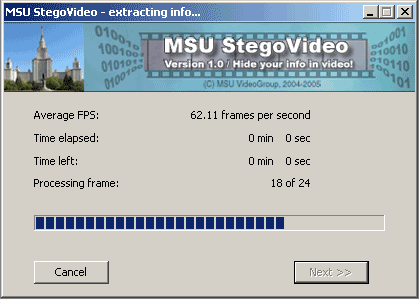 MSU StegoVideo - extracting info...
MSU StegoVideo
Version 1.0 / Hide your info in video!
(C) MSU VideoGroup, 2004-2005
Average FPS: 62.11 frames per second
Time elapsed: 0 min 0 sec
Time left: 0 min 0 sec
Processing frame: 18 of 24
Cancel Next >>